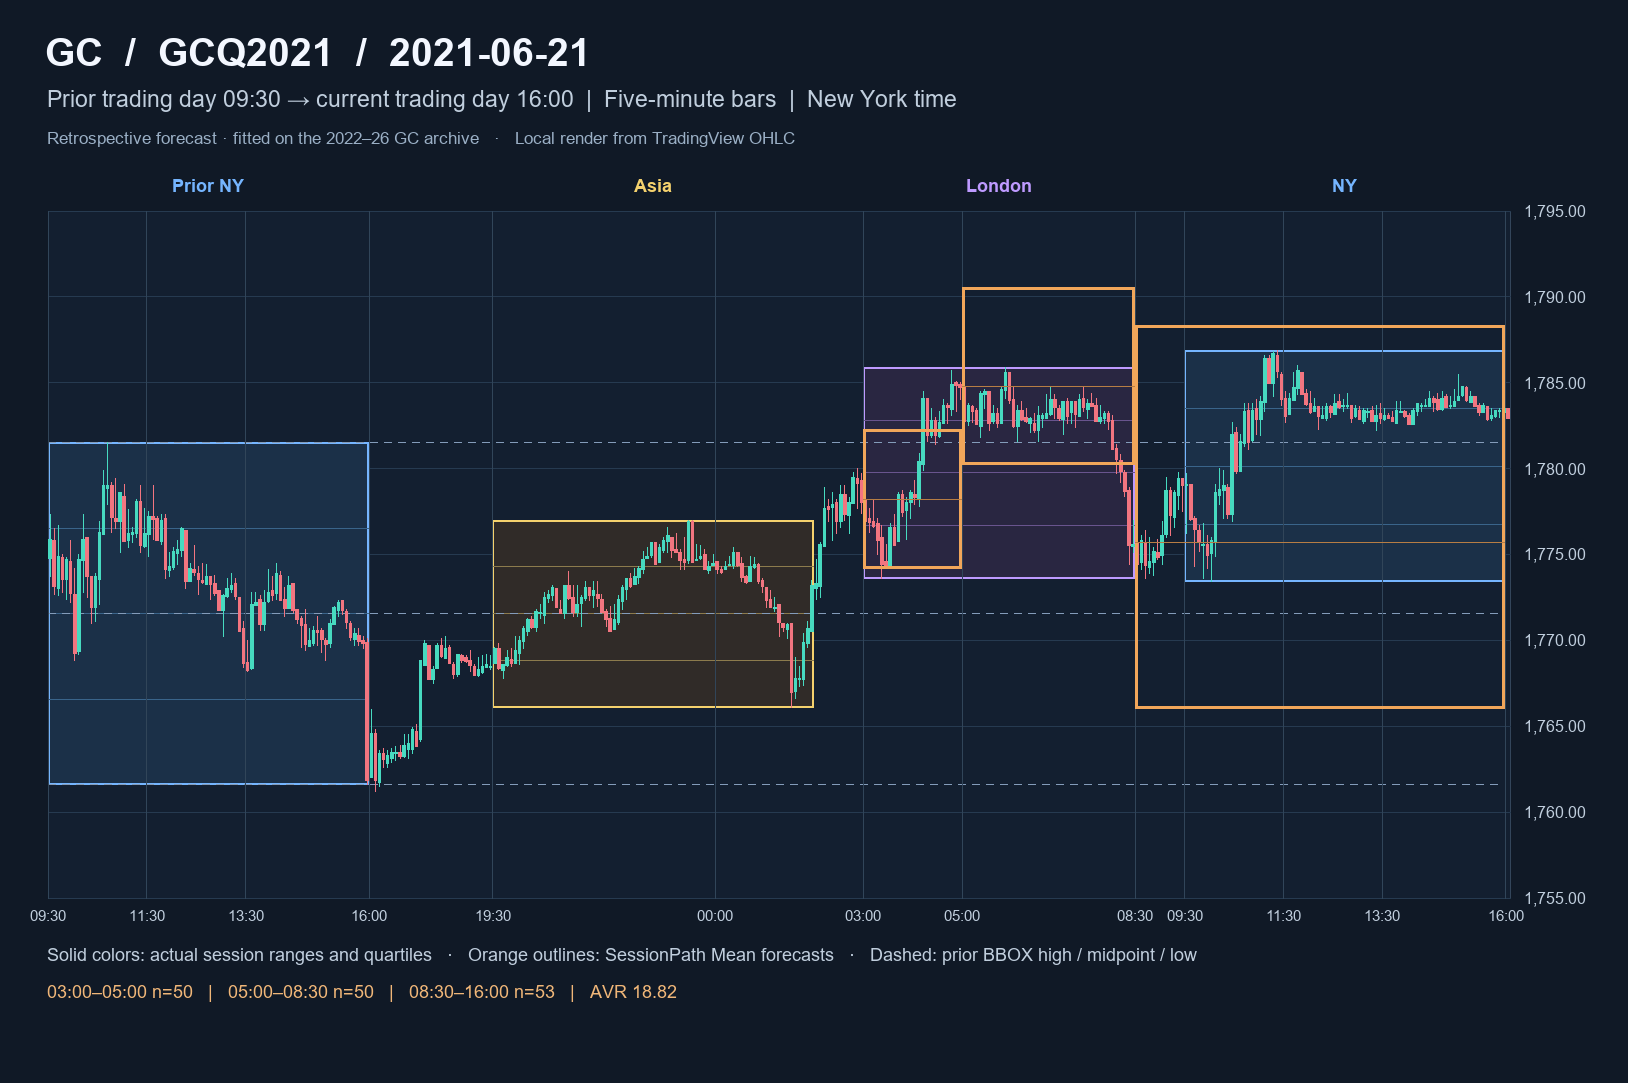 GC / GCQ2021 / 2021-06-21
Prior trading day 09:30 → current trading day 16:00 | Five-minute bars | New York time
Retrospective forecast · fitted on the 2022–26 GC archive · Local render from TradingView OHLC
Prior NY Asia London NY
1,795.00
1,790.00
1,785.00
1,780.00
1,775.00
1,770.00
1,765.00
1,760.00
1,755.00
09:30 11:30 13:30 16:00 19:30 00:00 03:00 05:00 08:30 09:30 11:30 13:30 16:00
Solid colors: actual session ranges and quartiles · Orange outlines: SessionPath Mean forecasts · Dashed: prior BBOX high / midpoint / low
03:00–05:00 n=50 | 05:00–08:30 n=50 | 08:30–16:00 n=53 | AVR 18.82